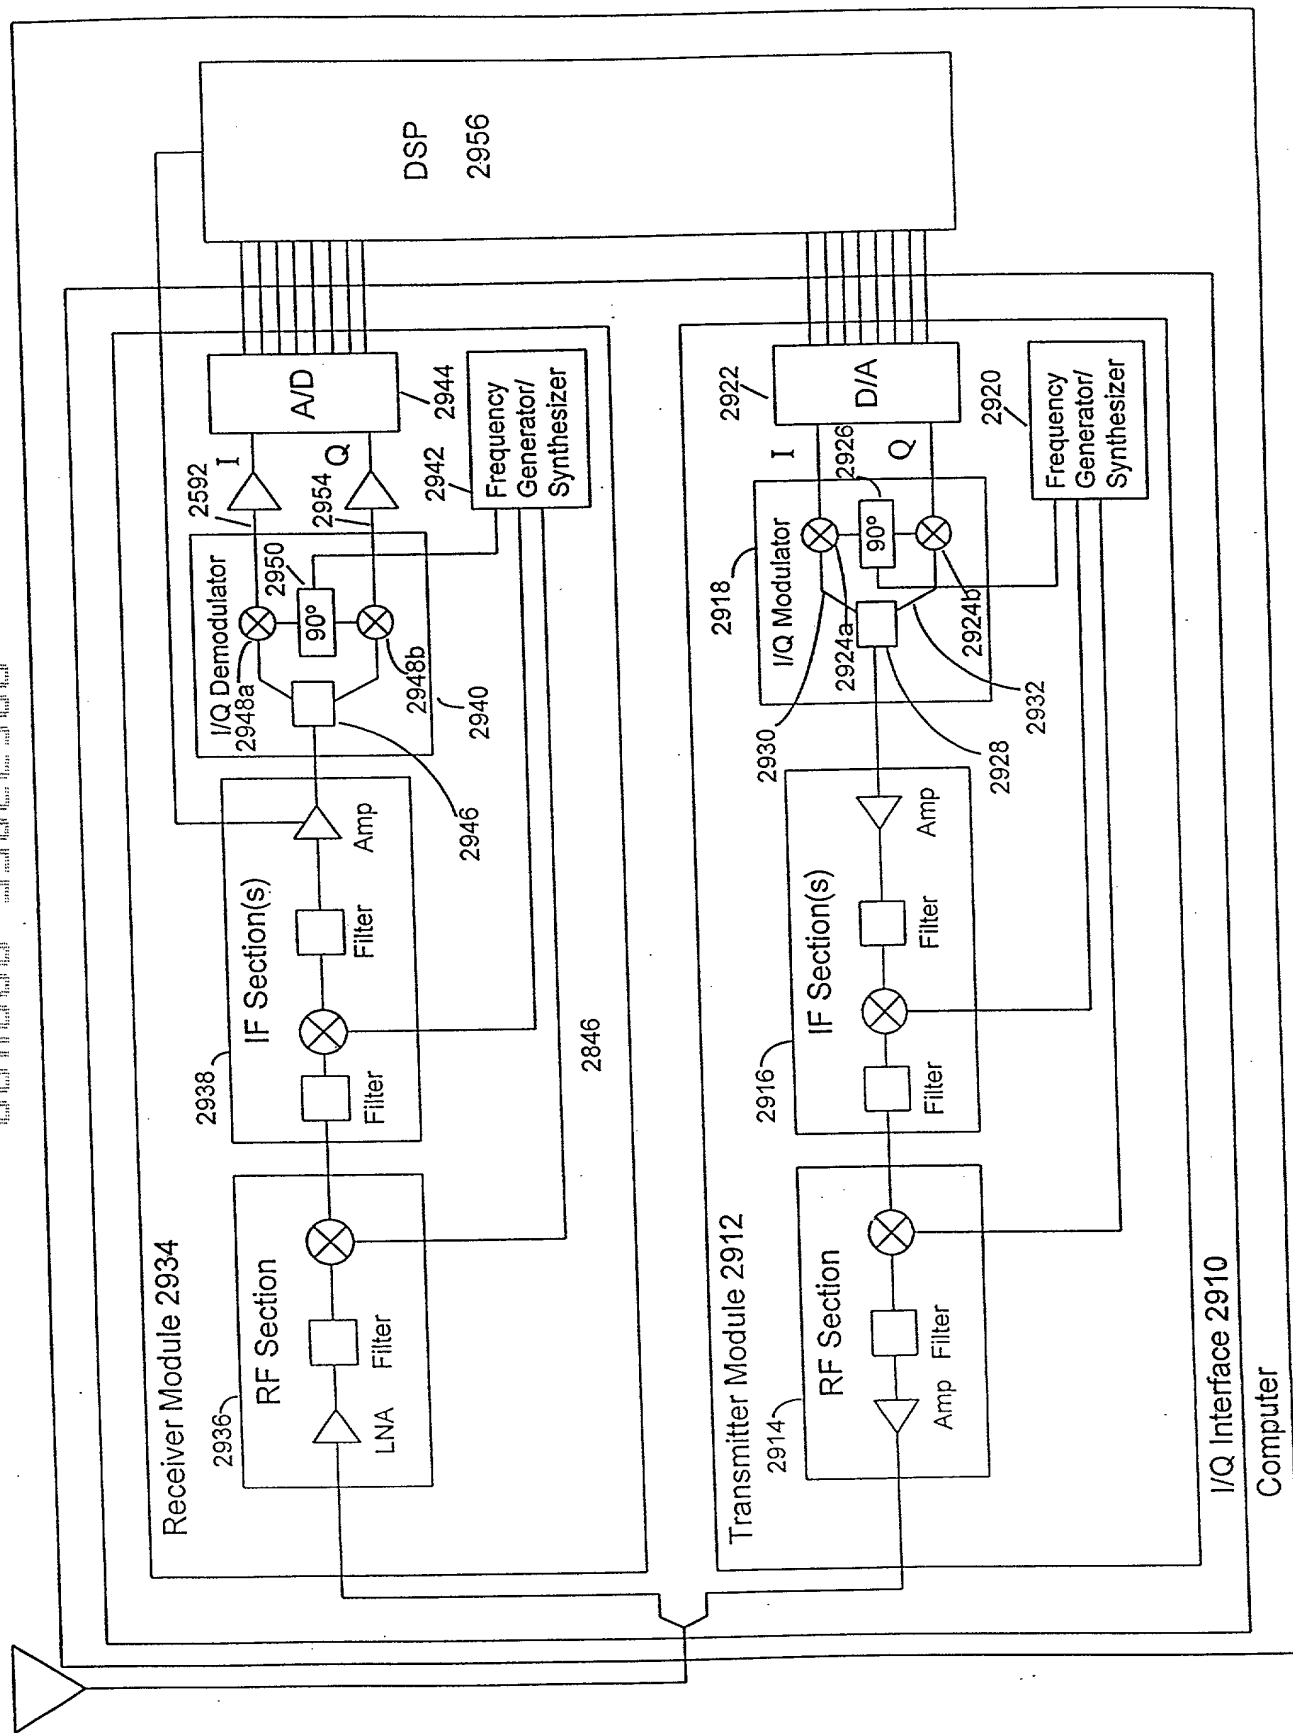 DSP
2956
Receiver Module 2934
2936
RF Section
LNA
Filter
2938
IF Section(s)
Filter
Filter
Amp
2846
I/Q Demodulator
2948a
2950
90°
2948b
2940
2946
2592
I
2954
Q
A/D
2944
2942
Frequency
Generator/
Synthesizer
Transmitter Module 2912
2914
RF Section
Amp
Filter
2916
IF Section(s)
Filter
Filter
Amp
2918
I/Q Modulator
2930
2924a
90°
2926
2924b
2932
2928
I
Q
2922
D/A
2920
Frequency
Generator/
Synthesizer
I/Q Interface 2910
Computer